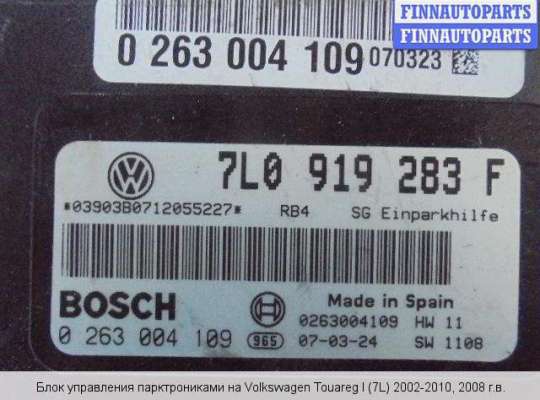 FINNAUTOPARTS
FINNAUTOPARTS
0 263 004 109 070323
7L0 919 283 F
*03903B0712055227* RB4 SG Einparkhilfe
BOSCH
Made in Spain
0263004109 HW 11
0 263 004 109 965 07-03-24 SW 1108
Блок управления парктрониками на Volkswagen Touareg I (7L) 2002-2010, 2008 г.в.